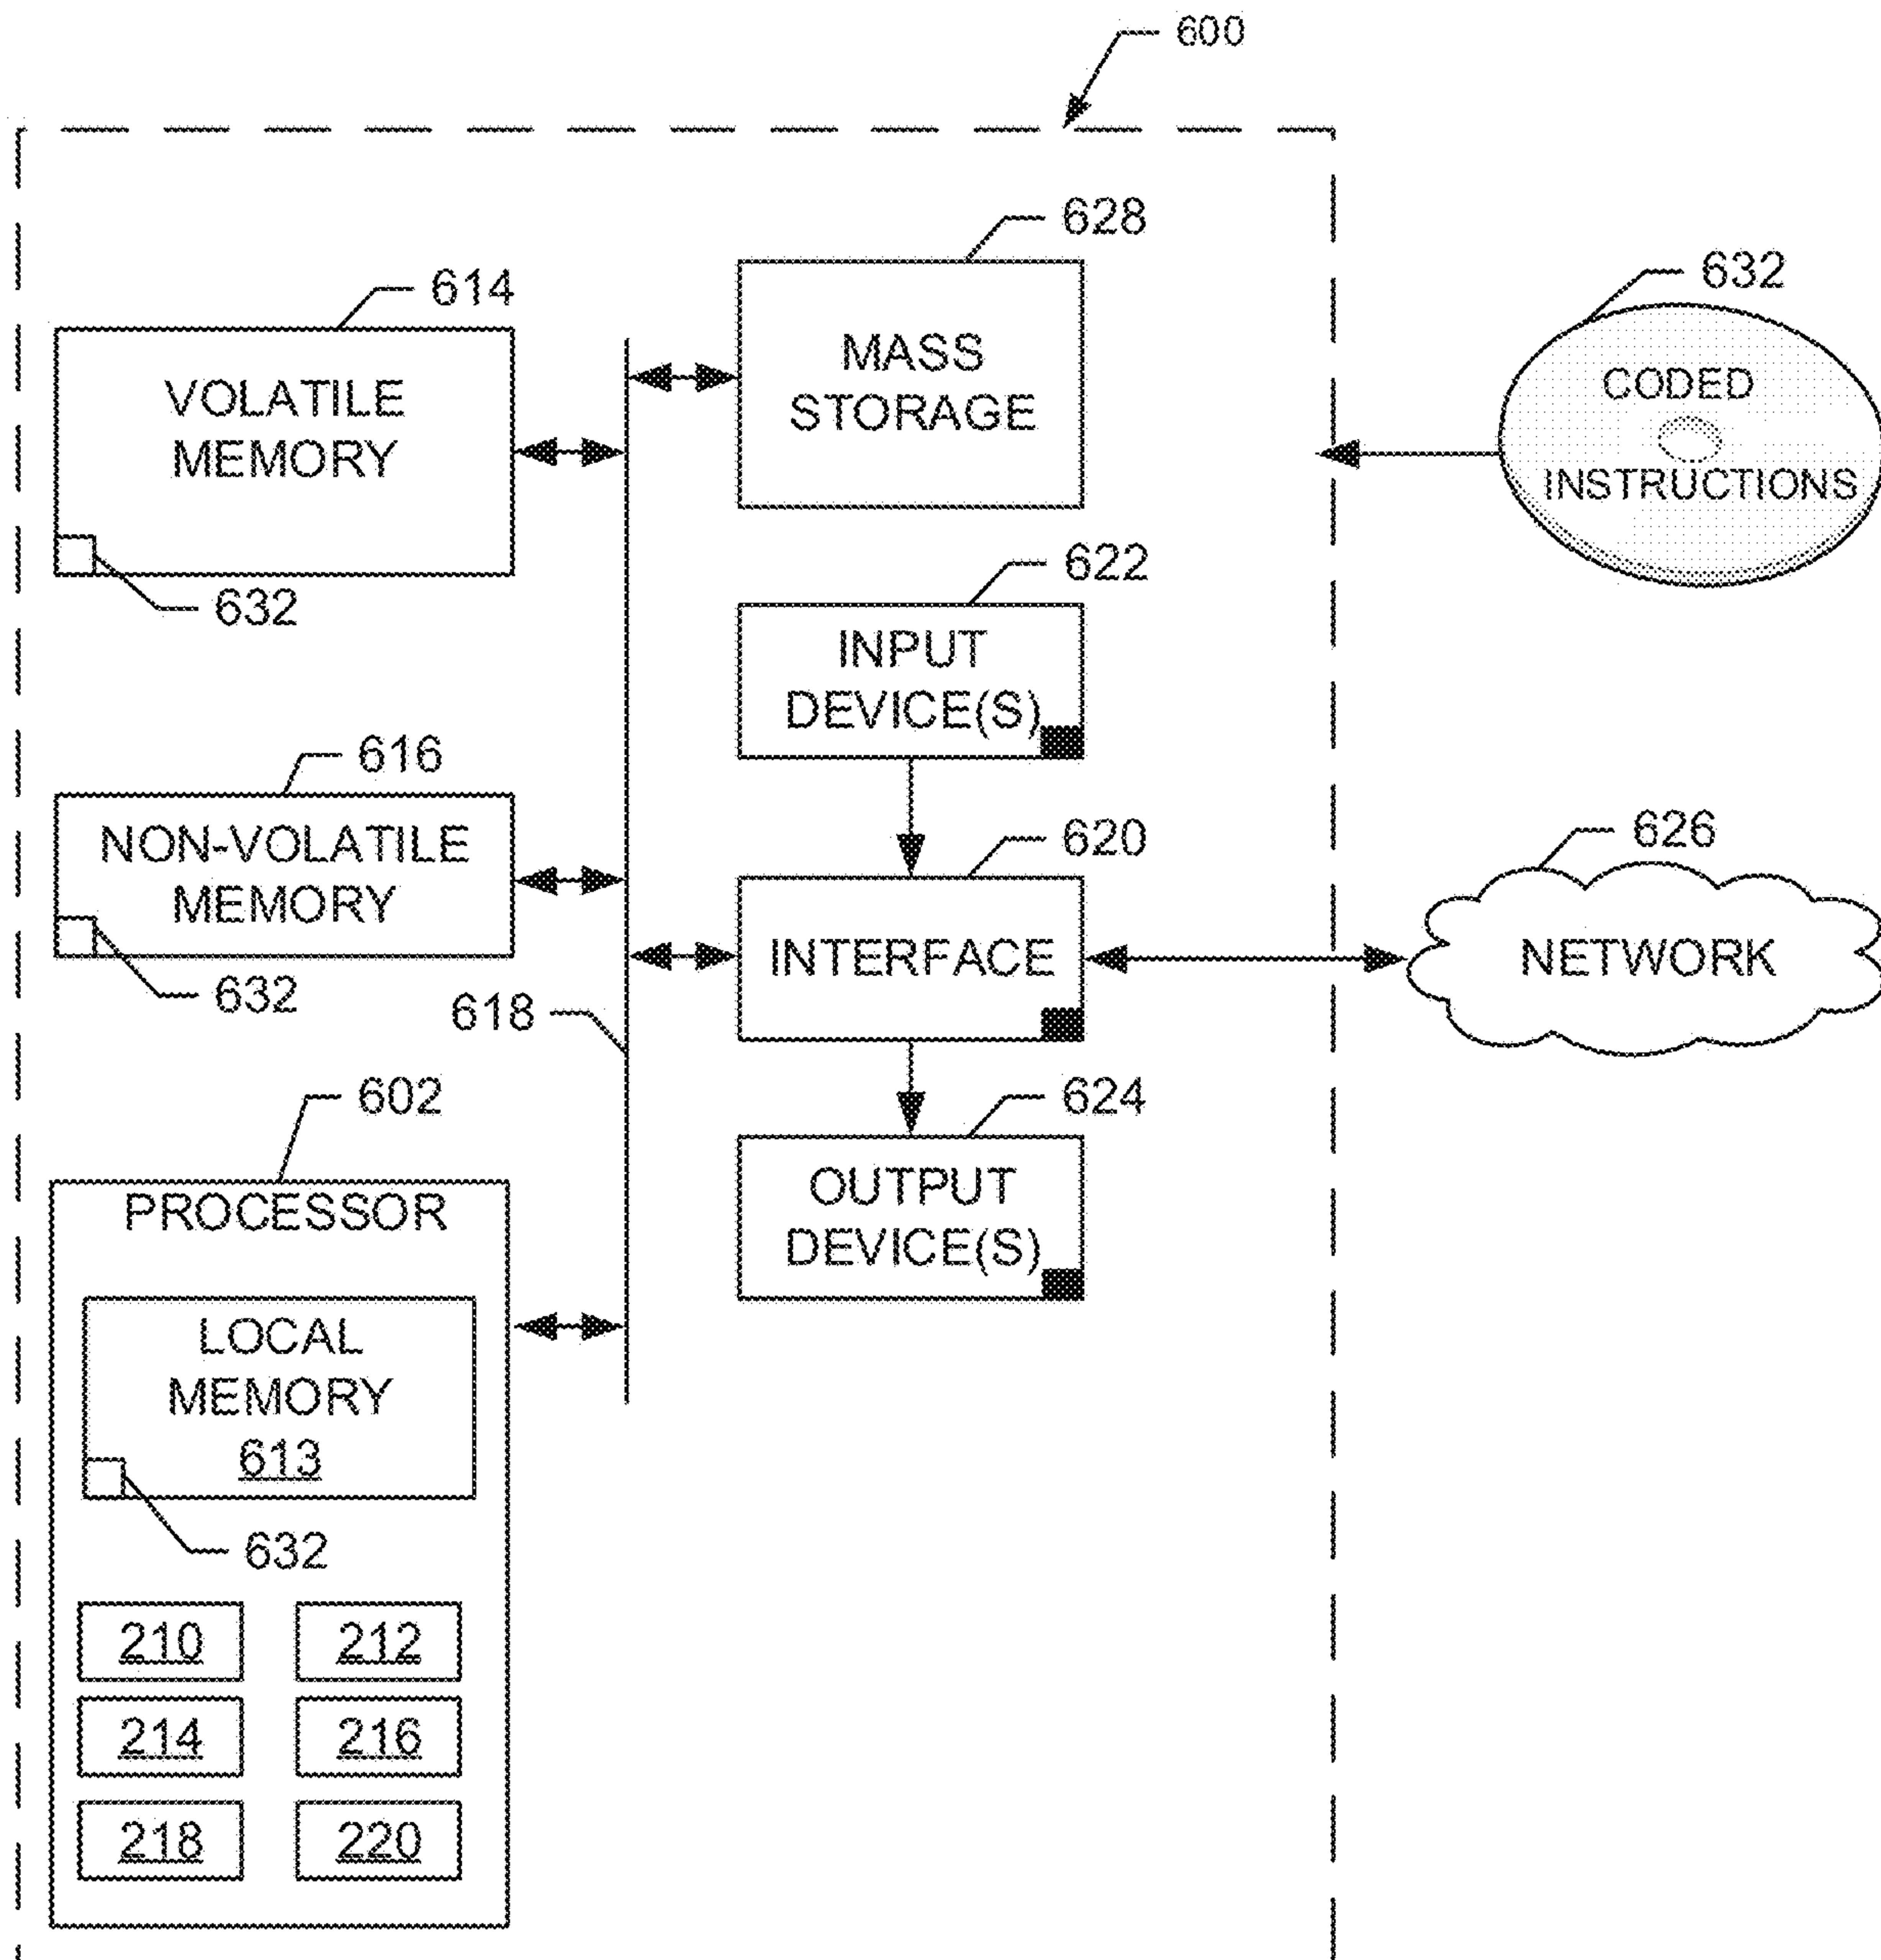 600
628
614
632
MASS
STORAGE
VOLATILE
MEMORY
CODED
INSTRUCTIONS
632
622
INPUT
DEVICE(S)
616
NON-VOLATILE
MEMORY
620
626
INTERFACE
NETWORK
632
618
602
624
PROCESSOR
OUTPUT
DEVICE(S)
LOCAL
MEMORY
613
632
210
212
214
216
218
220